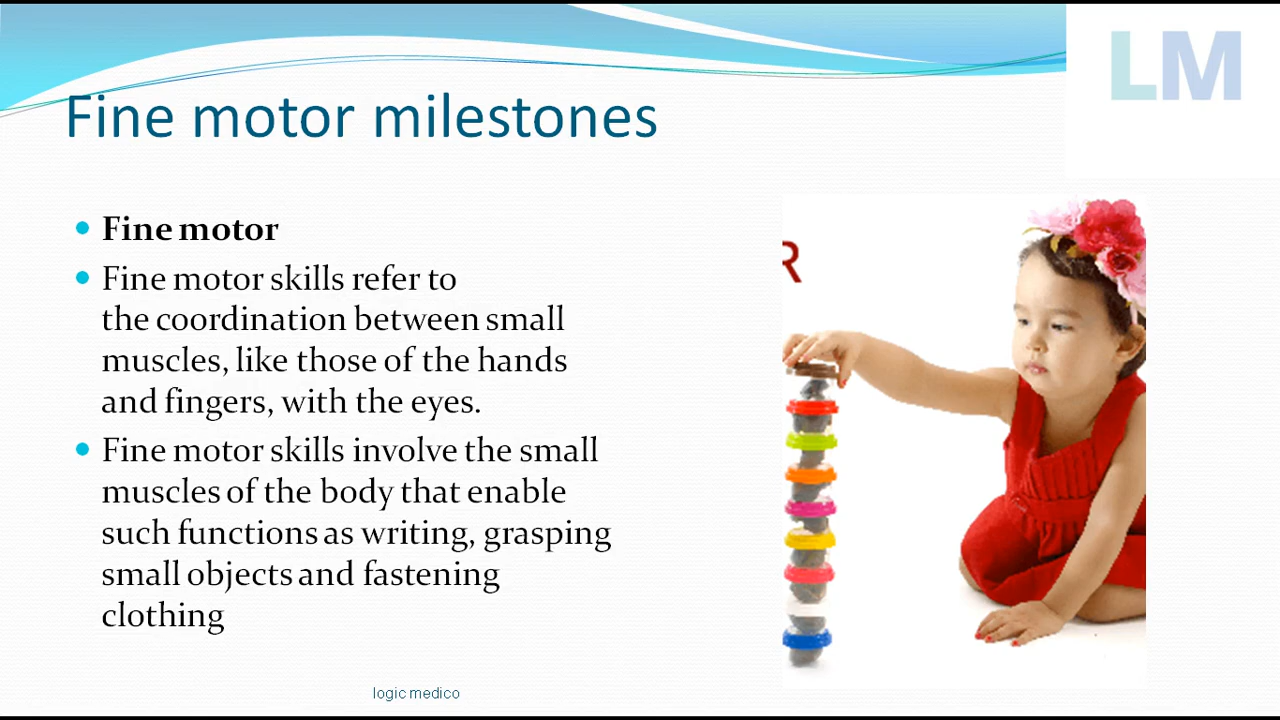 LM
Fine motor milestones
Fine motor
Fine motor skills refer to
the coordination between small
muscles, like those of the hands
and fingers, with the eyes.
Fine motor skills involve the small
muscles of the body that enable
such functions as writing, grasping
small objects and fastening
clothing
R
logic medico